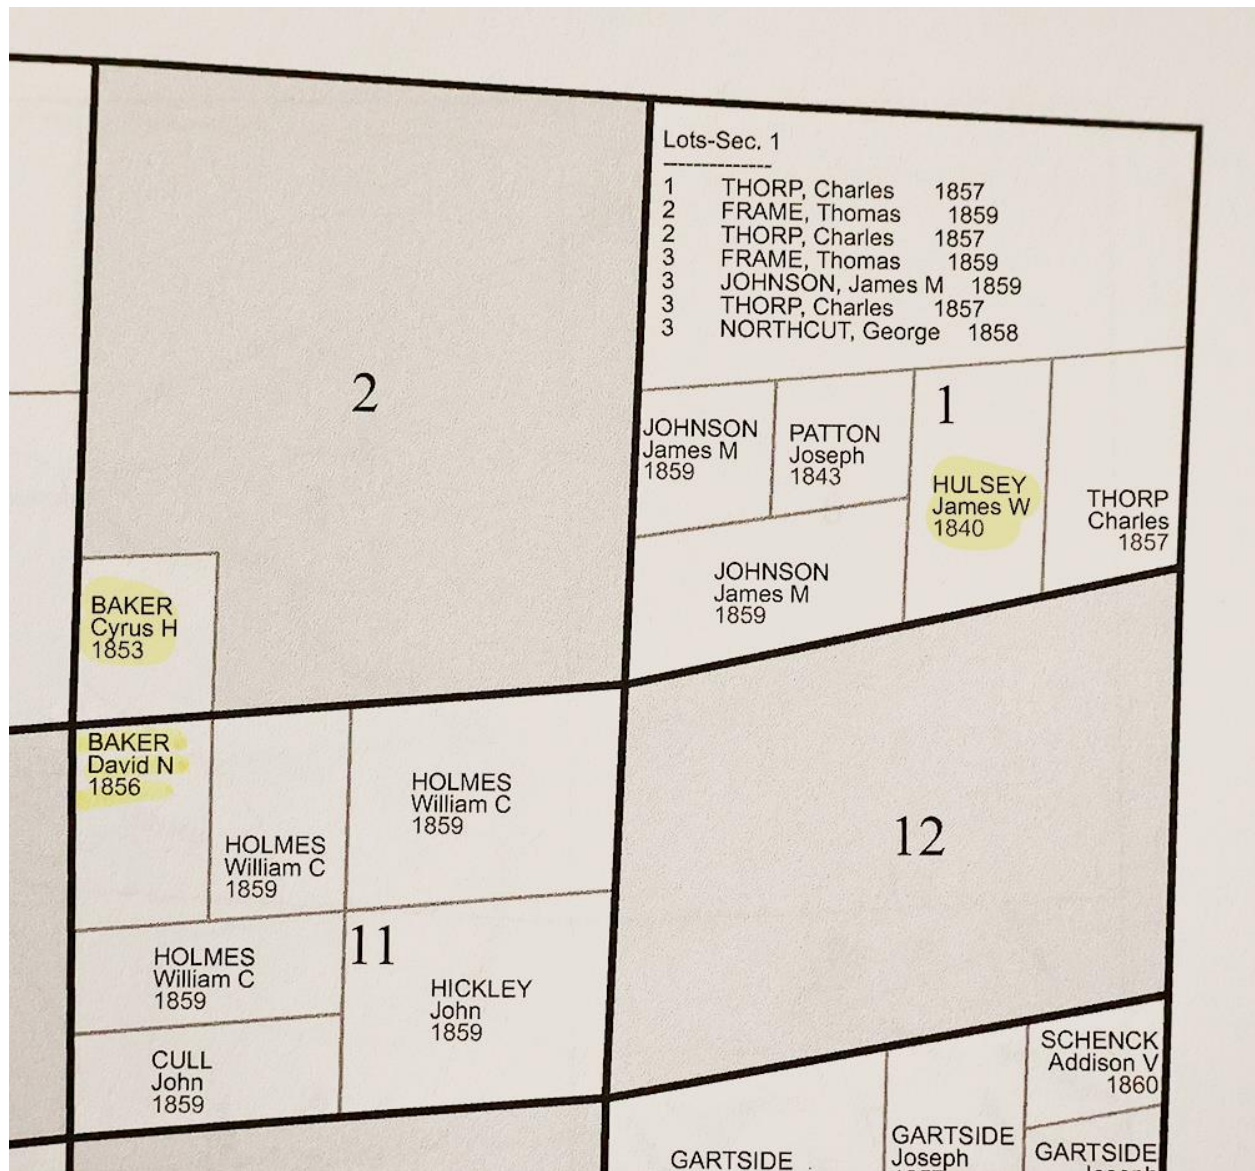 Lots-Sec. 1
--------------
1 THORP, Charles 1857
2 FRAME, Thomas 1859
2 THORP, Charles 1857
3 FRAME, Thomas 1859
3 JOHNSON, James M 1859
3 THORP, Charles 1857
3 NORTHCUT, George 1858
2
1
JOHNSON
James M
1859
PATTON
Joseph
1843
HULSEY
James W
1840
THORP
Charles
1857
JOHNSON
James M
1859
BAKER
Cyrus H
1853
BAKER
David N
1856
HOLMES
William C
1859
HOLMES
William C
1859
12
HOLMES
William C
1859
11
HICKLEY
John
1859
CULL
John
1859
SCHENCK
Addison V
1860
GARTSIDE
GARTSIDE
Joseph
GARTSIDE